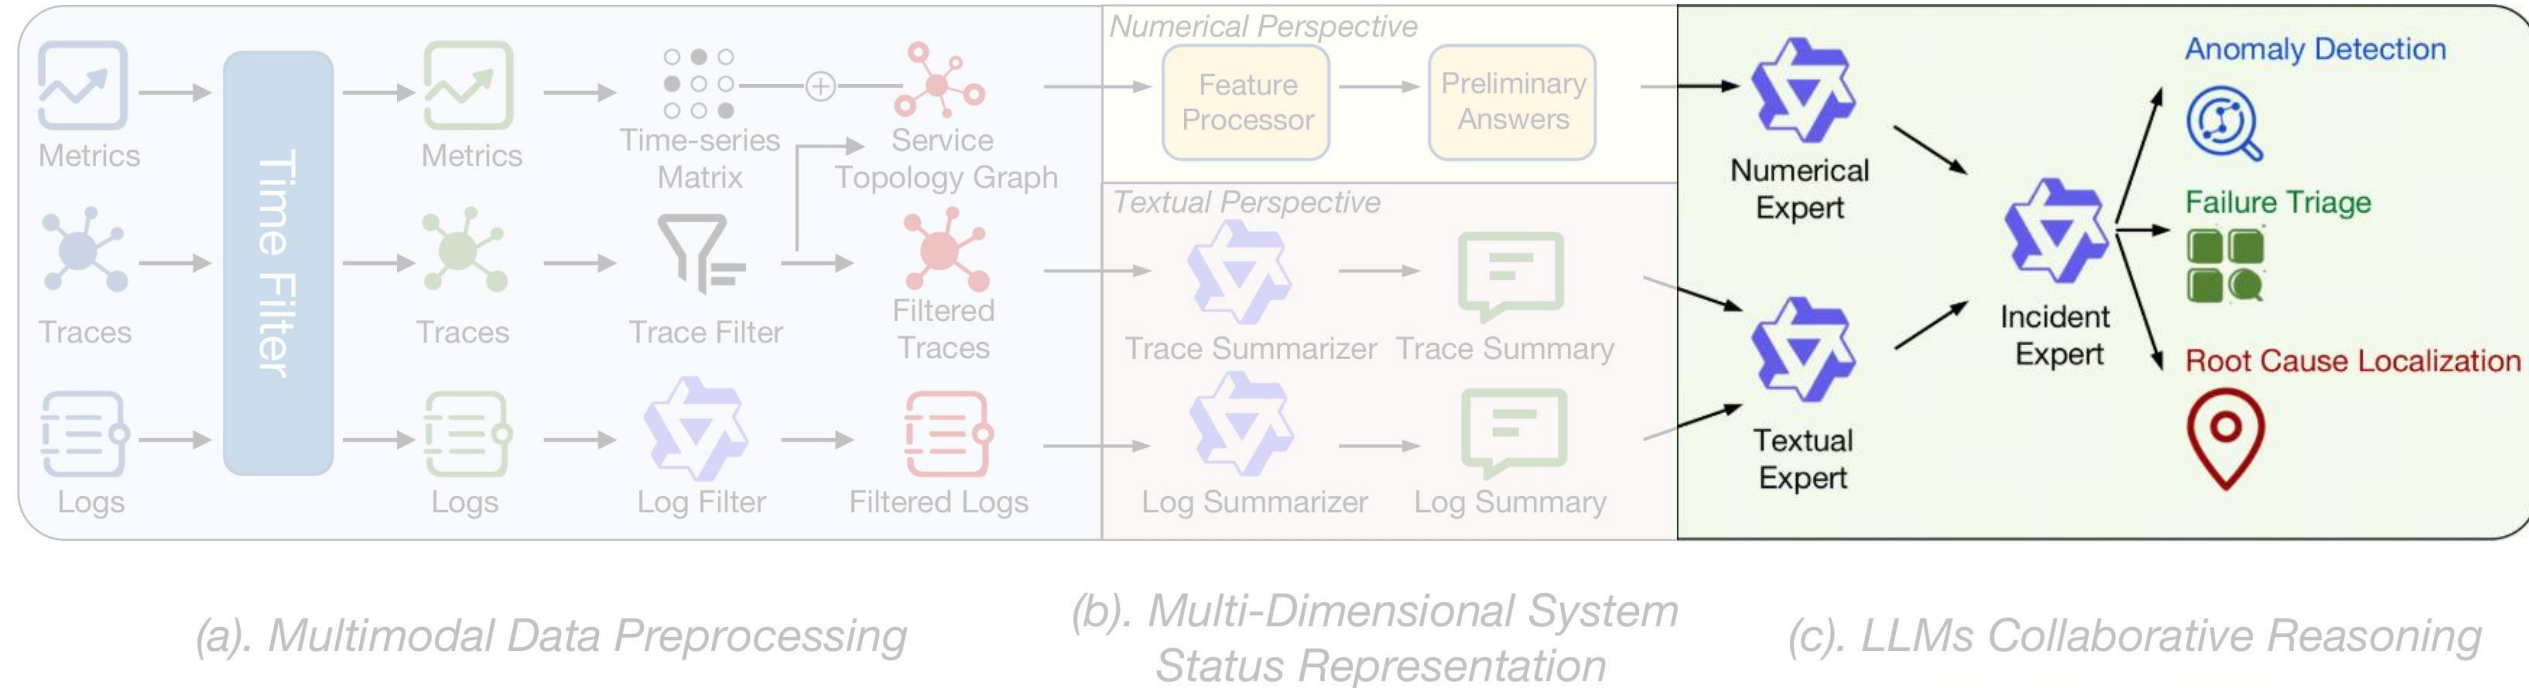 Numerical Perspective
Metrics
Time Filter
Metrics
Time-series
Matrix
Service
Topology Graph
Feature
Processor
Preliminary
Answers
Numerical
Expert
Anomaly Detection
Textual Perspective
Traces
Traces
Trace Filter
Filtered
Traces
Trace Summarizer
Trace Summary
Incident
Expert
Failure Triage
Root Cause Localization
Logs
Logs
Log Filter
Filtered Logs
Log Summarizer
Log Summary
Textual
Expert
(a). Multimodal Data Preprocessing
(b). Multi-Dimensional System
Status Representation
(c). LLMs Collaborative Reasoning